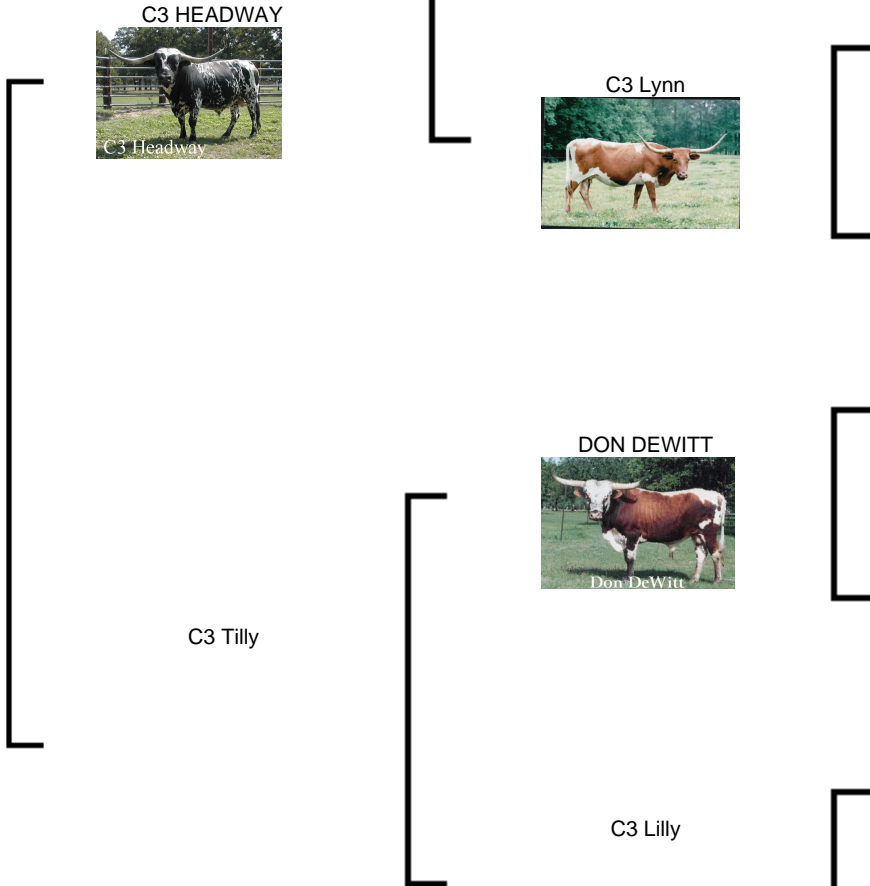 C3 HEADWAY
C3 Headway
C3 Lynn
DON DEWITT
Don DeWitt
C3 Tilly
C3 Lilly